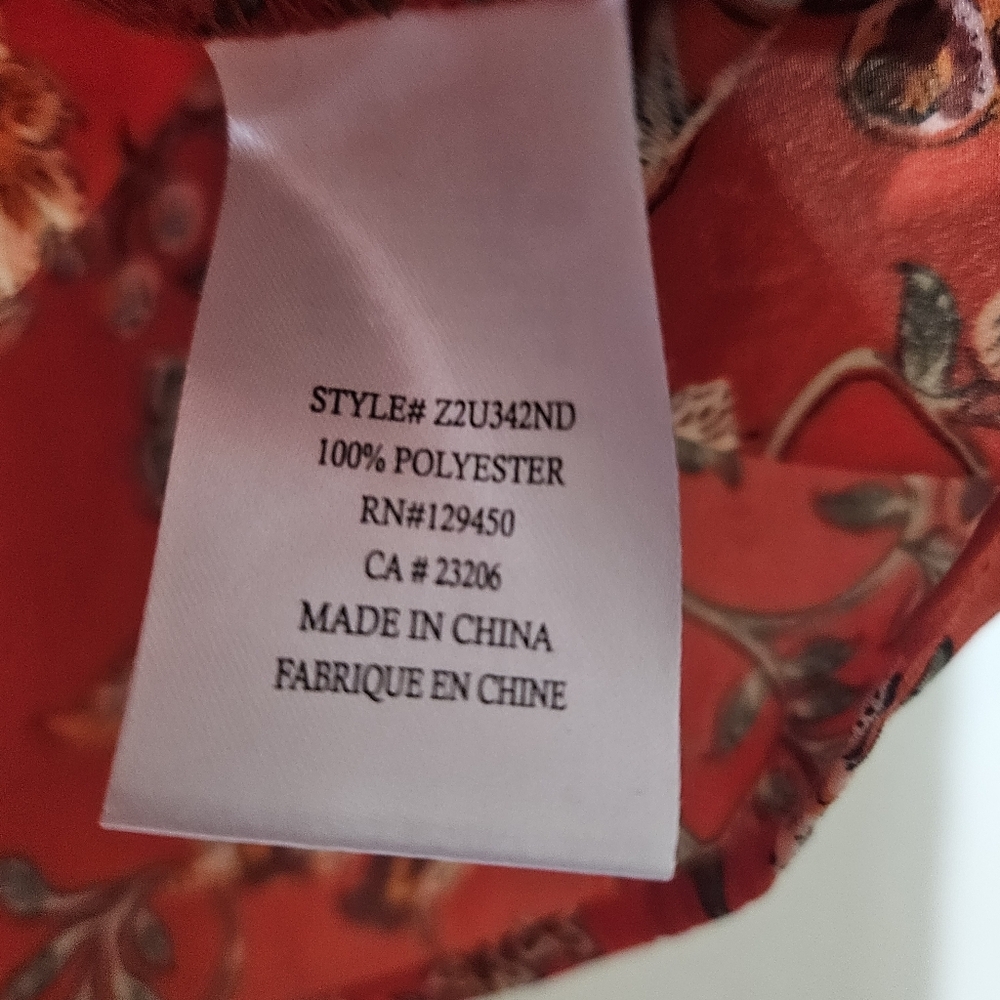 STYLE# Z2U342ND
100% POLYESTER
RN#129450
CA # 23206
MADE IN CHINA
FABRIQUE EN CHINE